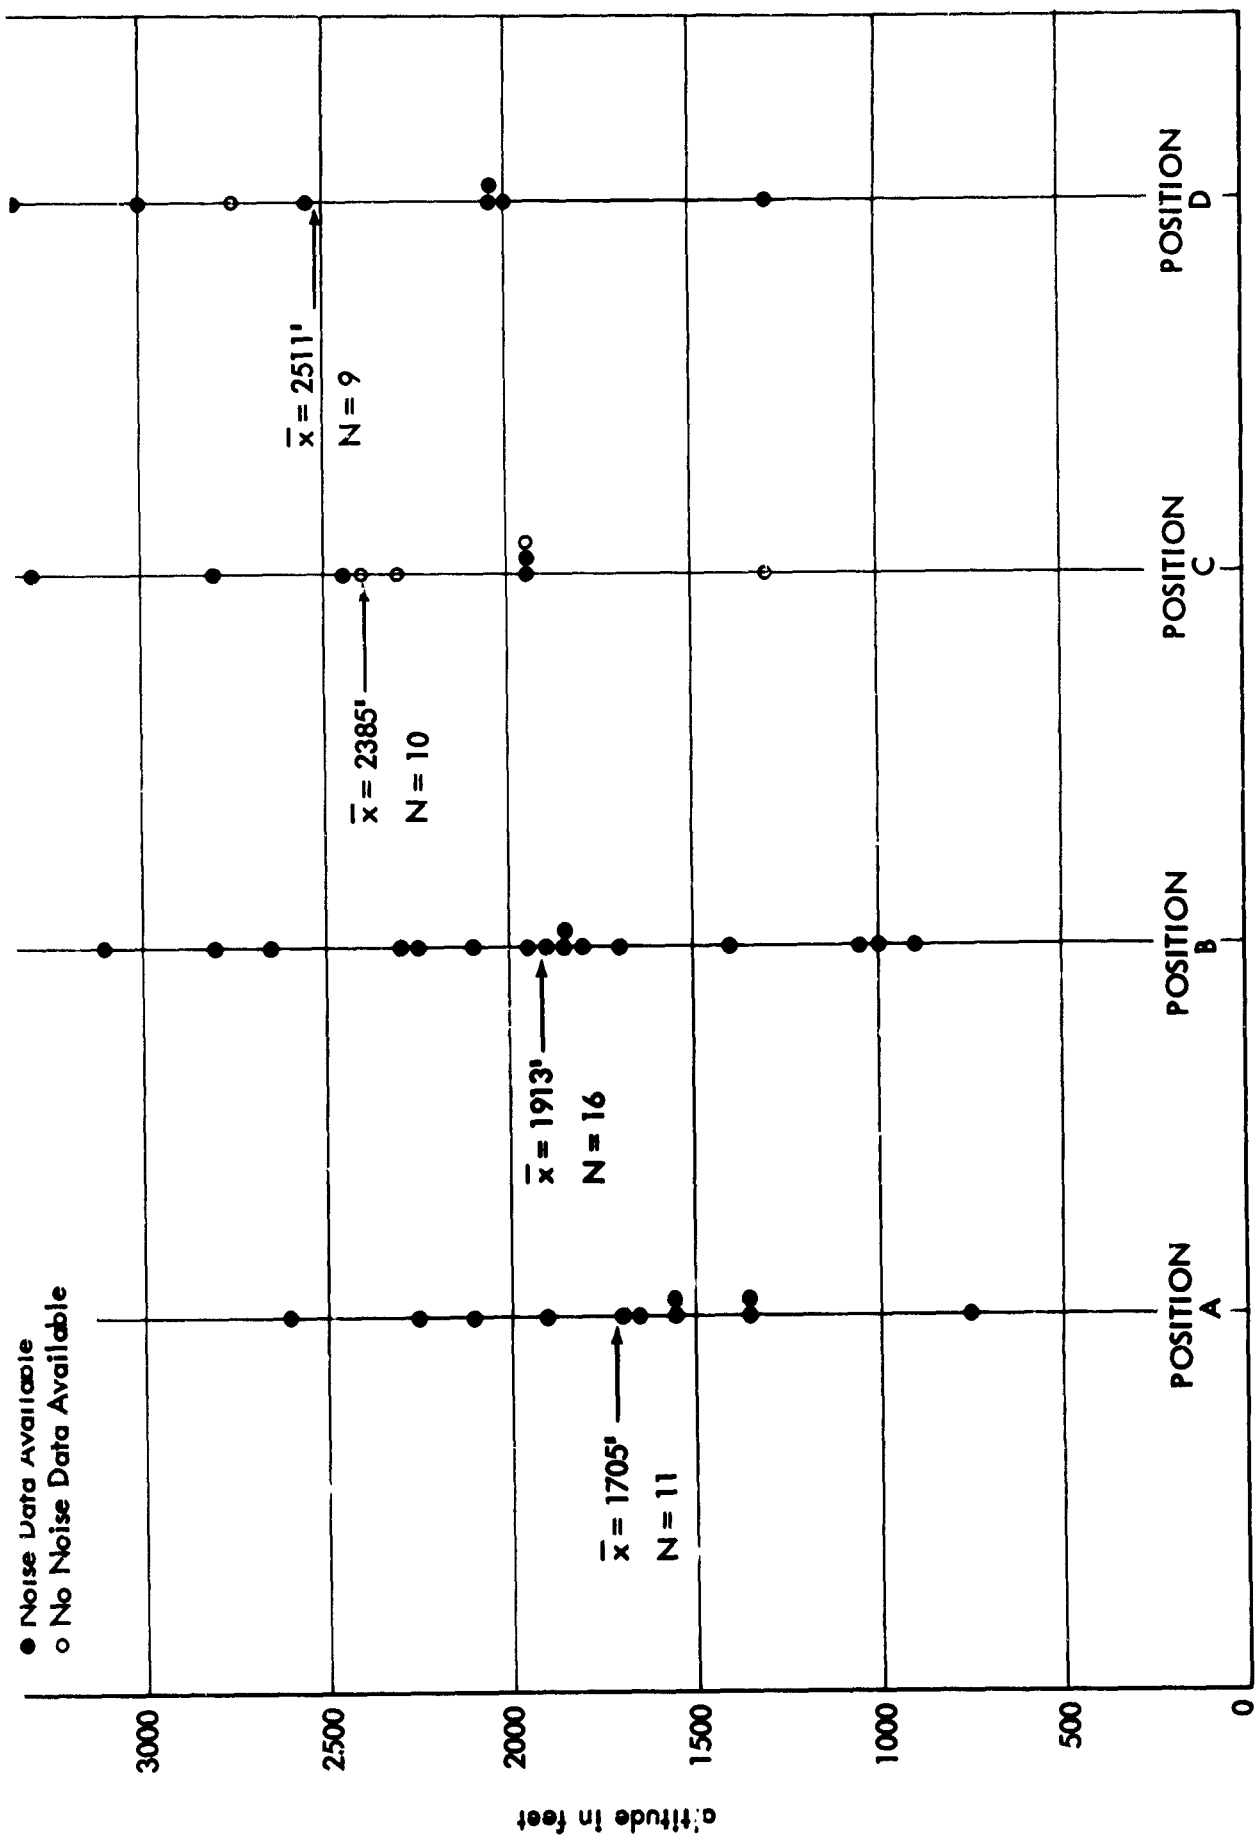 ● Noise Data Available
○ No Noise Data Available
altitude in feet
3000
2500
2000
1500
1000
500
0
x̄ = 1705'
N = 11
x̄ = 1913'
N = 16
x̄ = 2385'
N = 10
x̄ = 2511'
N = 9
POSITION
A
POSITION
B
POSITION
C
POSITION
D